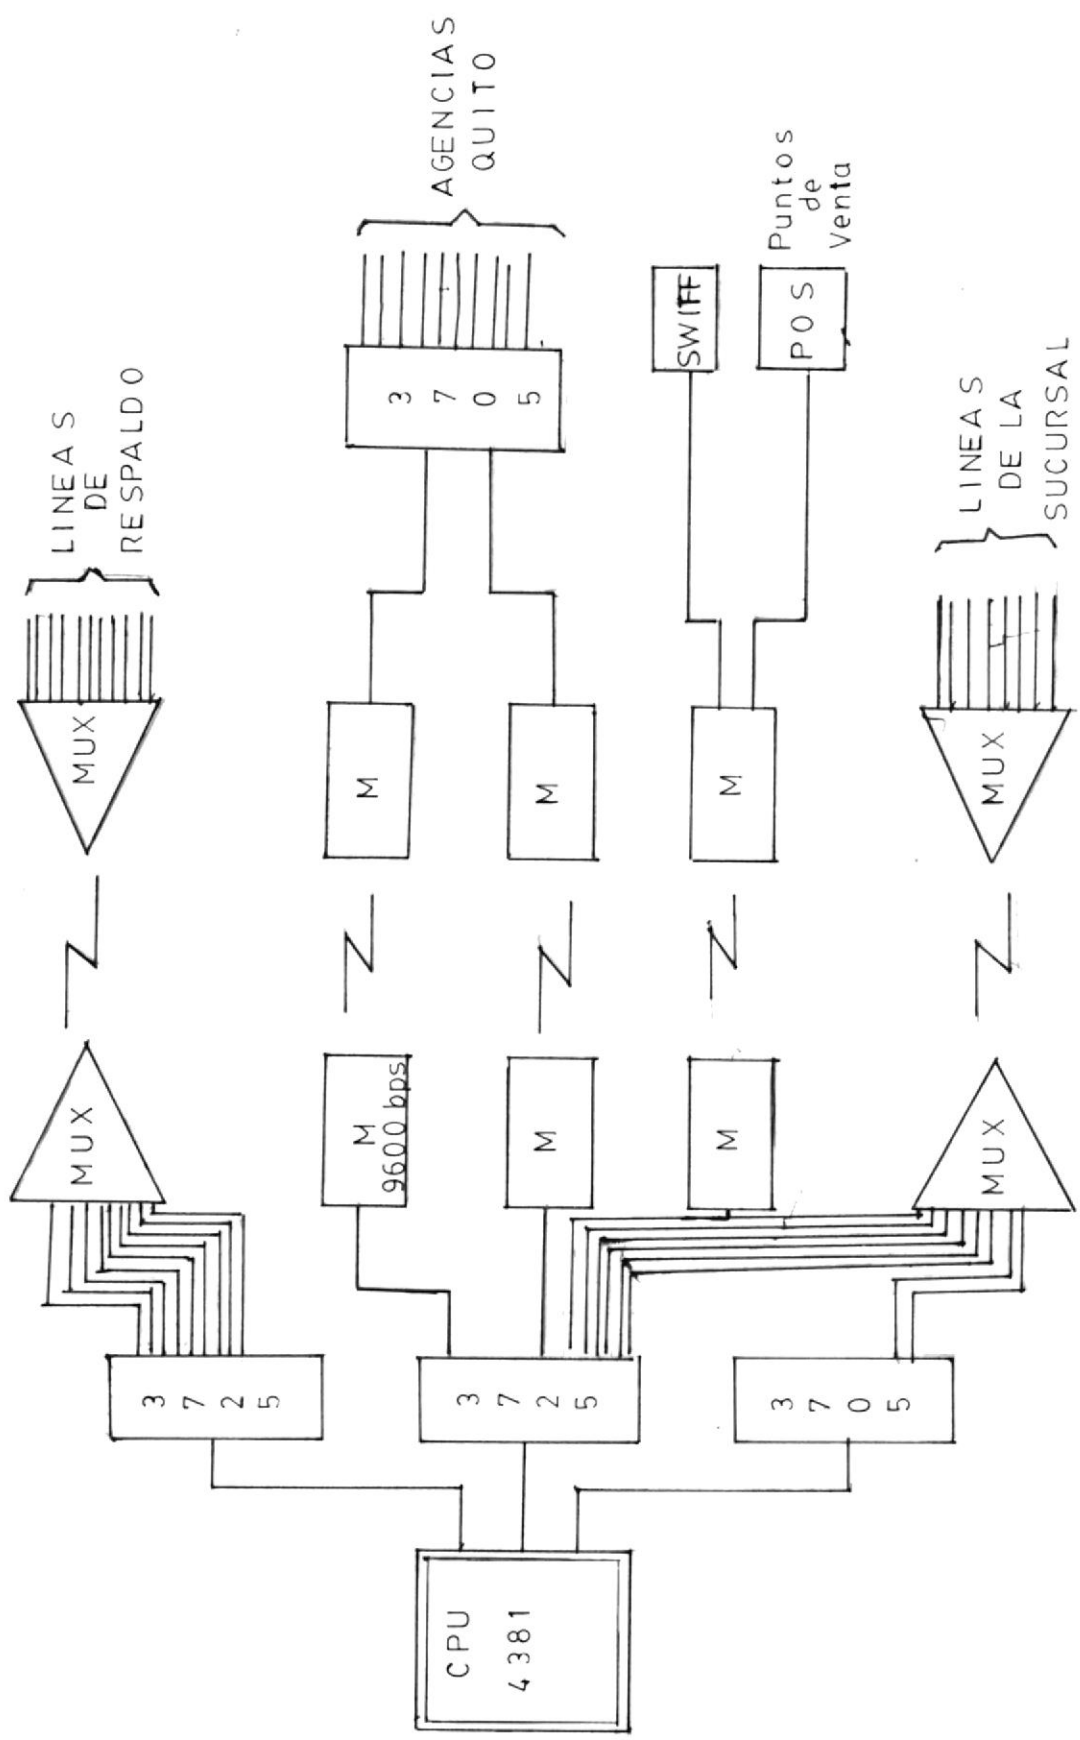 CPU
4381
3725
3725
3705
MUX
M
9600 bps
M
M
MUX
MUX
M
M
M
MUX
LINEAS
DE
RESPALDO
3705
AGENCIAS
QUITO
SWIFF
POS
Puntos
de
Venta
LINEAS
DE LA
SUCURSAL